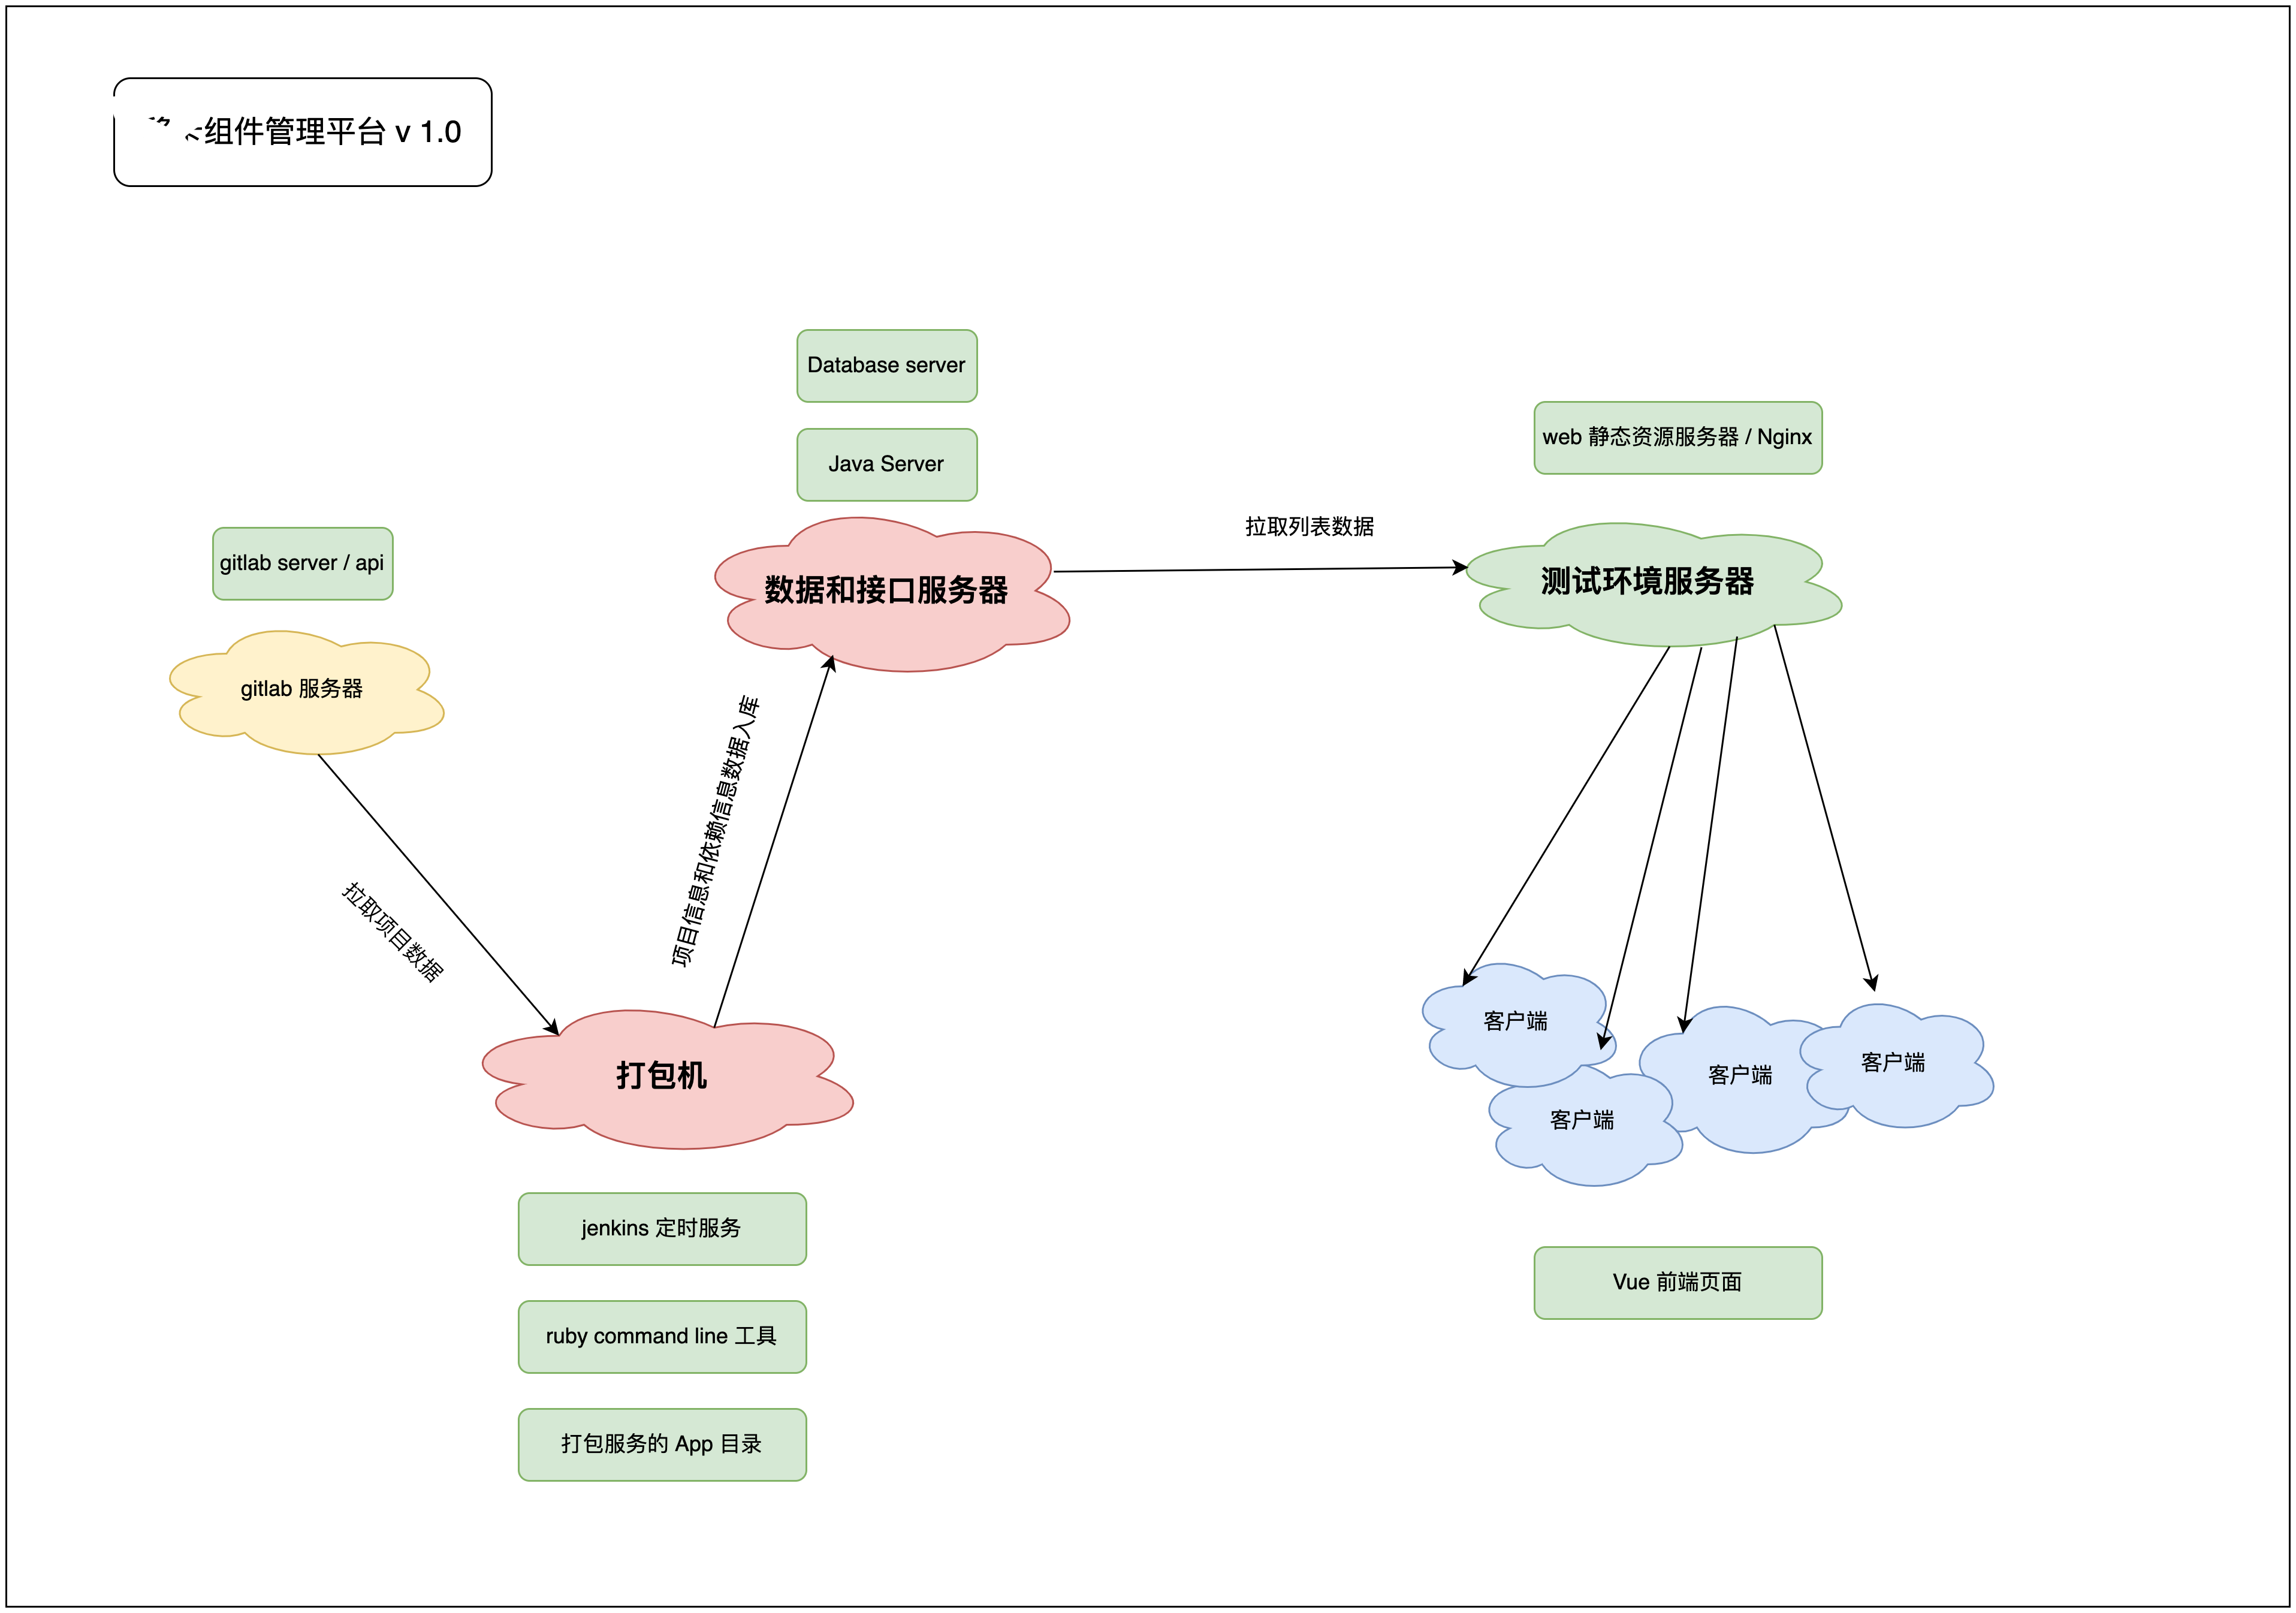 组件管理平台 v 1.0
Database server
Java Server
数据和接口服务器
gitlab server / api
gitlab 服务器
拉取项目数据
项目信息和依赖信息数据入库
打包机
jenkins 定时服务
ruby command line 工具
打包服务的 App 目录
拉取列表数据
web 静态资源服务器 / Nginx
测试环境服务器
客户端
客户端
客户端
客户端
Vue 前端页面